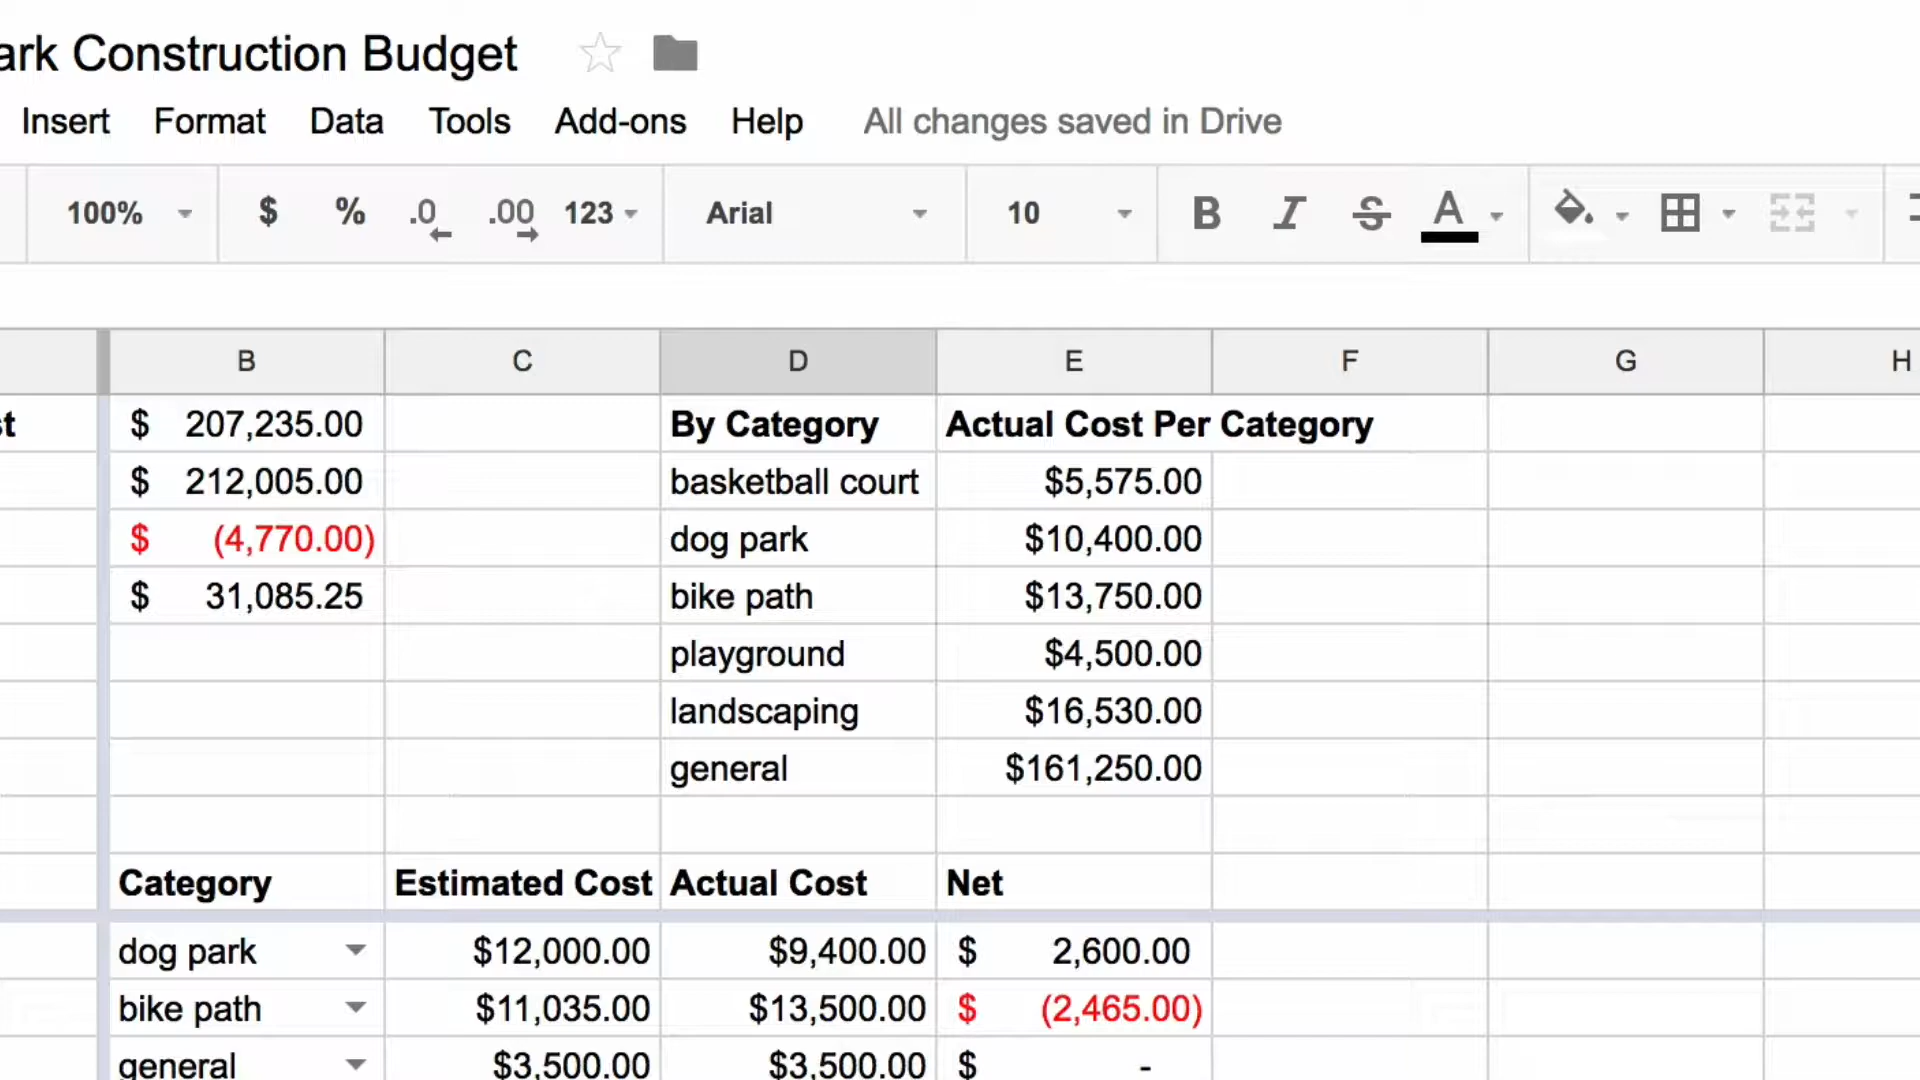 ark Construction Budget
Insert Format Data Tools Add-ons Help All changes saved in Drive
100% $ % .0 .00 123 Arial 10 B I S A
B C D E F G H
st $ 207,235.00 By Category Actual Cost Per Category
$ 212,005.00 basketball court $5,575.00
$ (4,770.00) dog park $10,400.00
$ 31,085.25 bike path $13,750.00
playground $4,500.00
landscaping $16,530.00
general $161,250.00
Category Estimated Cost Actual Cost Net
dog park $12,000.00 $9,400.00 $ 2,600.00
bike path $11,035.00 $13,500.00 $ (2,465.00)
general $3,500.00 $3,500.00 $ -